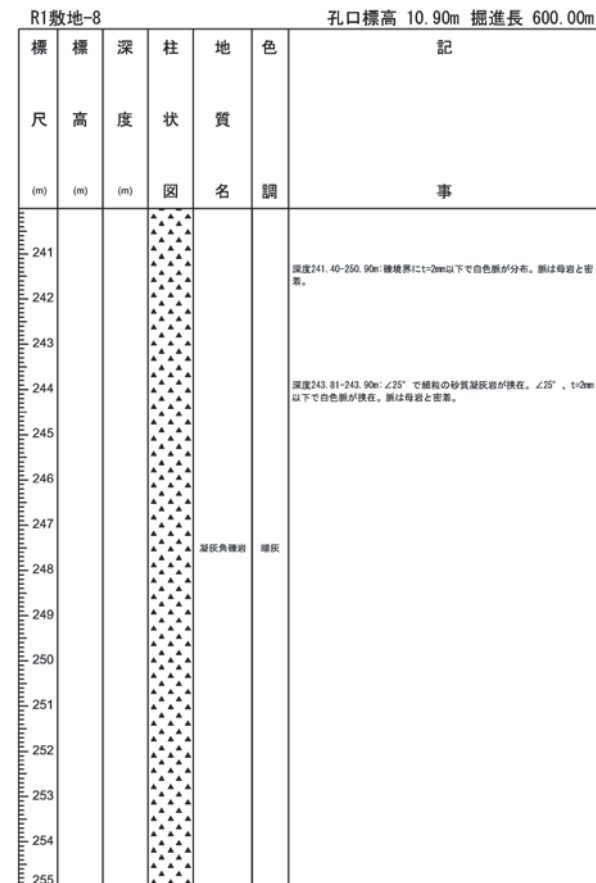 R1敷地-8 孔口標高 10.90m 掘進長 600.00m
標尺(m) 標高(m) 深度(m) 柱状図 地質名 色調 記事
241
深度241.40-250.90m:礫境界にt=2mm以下で白色脈が分布。脈は母岩と密
着。
242
243
深度243.81-243.90m:∠25°で細粒の砂質凝灰岩が挟在。∠25°、t=2mm
以下で白色脈が挟在。脈は母岩と密着。
244
245
246
247
凝灰角礫岩 暗灰
248
249
250
251
252
253
254
255